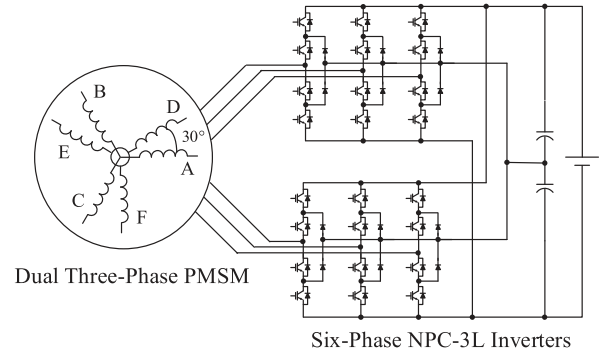 B
D
30°
E
A
C
F
Dual Three-Phase PMSM
Six-Phase NPC-3L Inverters